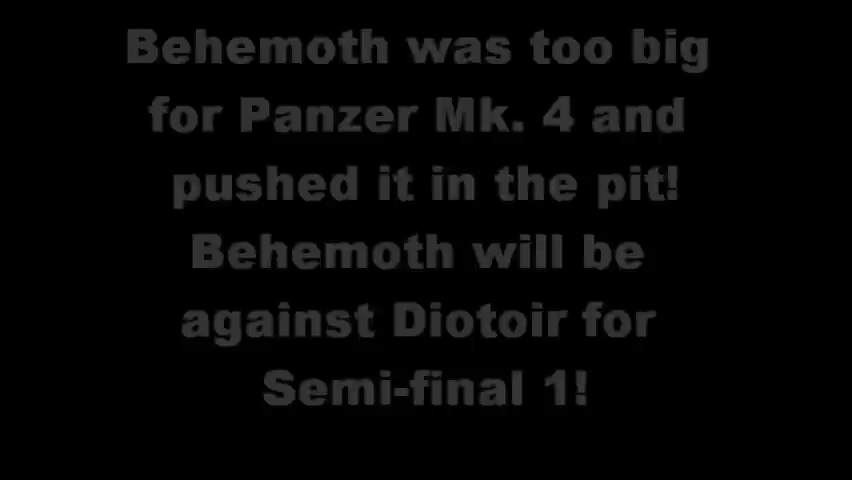 Behemoth was too big
for Panzer Mk. 4 and
pushed it in the pit!
Behemoth will be
against Diotoir for
Semi-final 1!